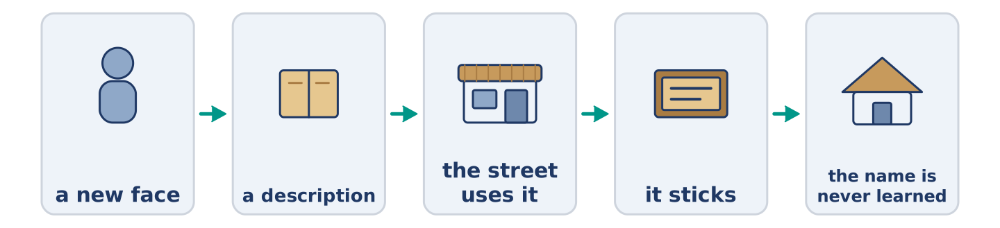 a new face
a description
the street
uses it
it sticks
the name is
never learned